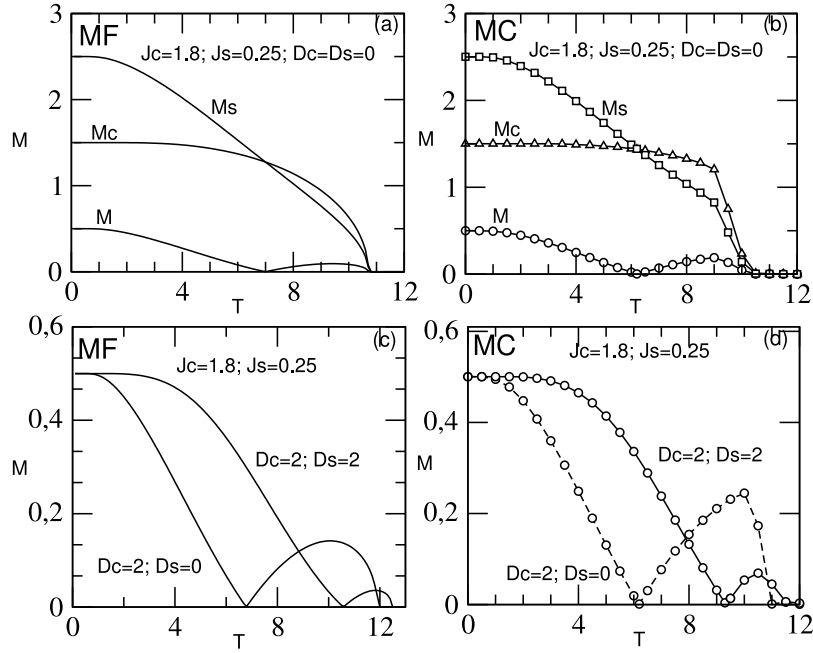 MF
(a)
Jc=1.8; Js=0.25; Dc=Ds=0
3
2
1
0
M
Ms
Mc
M
0 4 8 12
T
MC
(b)
Jc=1.8; Js=0.25; Dc=Ds=0
3
2
1
0
M
Ms
Mc
M
0 4 8 12
T
MF
(c)
Jc=1.8; Js=0.25
0,6
0,4
0,2
0
M
Dc=2; Ds=2
Dc=2; Ds=0
0 4 8 12
T
MC
(d)
Jc=1.8; Js=0.25
0,6
0,4
0,2
0
M
Dc=2; Ds=2
Dc=2; Ds=0
0 4 8 12
T